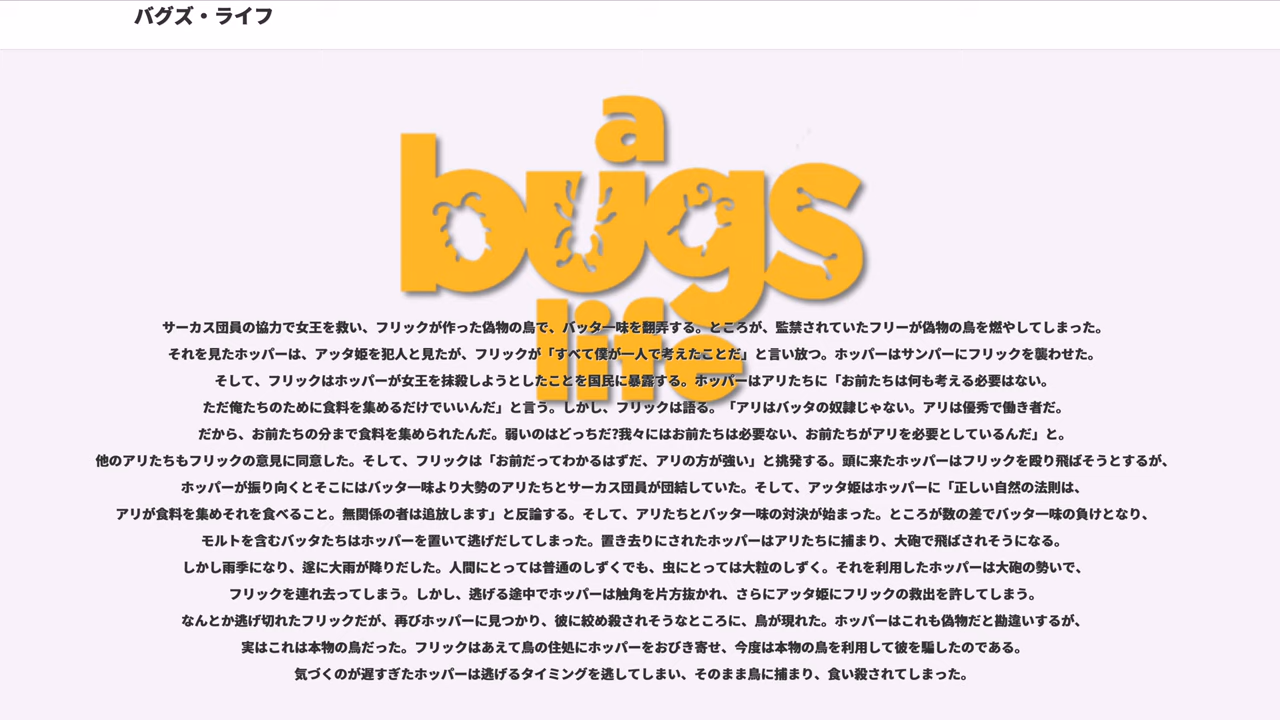 バグズ・ライフ
a
bugs
life
サーカス団員の協力で女王を救い、フリックが作った偽物の鳥で、バッタ一味を翻弄する。ところが、監禁されていたフリーが偽物の鳥を燃やしてしまった。
それを見たホッパーは、アッタ姫を犯人と見たが、フリックが「すべて僕が一人で考えたことだ」と言い放つ。ホッパーはサンパーにフリックを襲わせた。
そして、フリックはホッパーが女王を抹殺しようとしたことを国民に暴露する。ホッパーはアリたちに「お前たちは何も考える必要はない。
ただ俺たちのために食料を集めるだけでいいんだ」と言う。しかし、フリックは語る。「アリはバッタの奴隷じゃない。アリは優秀で働き者だ。
だから、お前たちの分まで食料を集められたんだ。弱いのはどっちだ?我々にはお前たちは必要ない、お前たちがアリを必要としているんだ」と。
他のアリたちもフリックの意見に同意した。そして、フリックは「お前だってわかるはずだ、アリの方が強い」と挑発する。頭に来たホッパーはフリックを殴り飛ばそうとするが、
ホッパーが振り向くとそこにはバッタ一味より大勢のアリたちとサーカス団員が団結していた。そして、アッタ姫はホッパーに「正しい自然の法則は、
アリが食料を集めそれを食べること。無関係の者は追放します」と反論する。そして、アリたちとバッタ一味の対決が始まった。ところが数の差でバッタ一味の負けとなり、
モルトを含むバッタたちはホッパーを置いて逃げだしてしまった。置き去りにされたホッパーはアリたちに捕まり、大砲で飛ばされそうになる。
しかし雨季になり、遂に大雨が降りだした。人間にとっては普通のしずくでも、虫にとっては大粒のしずく。それを利用したホッパーは大砲の勢いで、
フリックを連れ去ってしまう。しかし、逃げる途中でホッパーは触角を片方抜かれ、さらにアッタ姫にフリックの救出を許してしまう。
なんとか逃げ切れたフリックだが、再びホッパーに見つかり、彼に絞め殺されそうなところに、鳥が現れた。ホッパーはこれも偽物だと勘違いするが、
実はこれは本物の鳥だった。フリックはあえて鳥の住処にホッパーをおびき寄せ、今度は本物の鳥を利用して彼を騙したのである。
気づくのが遅すぎたホッパーは逃げるタイミングを逃してしまい、そのまま鳥に捕まり、食い殺されてしまった。